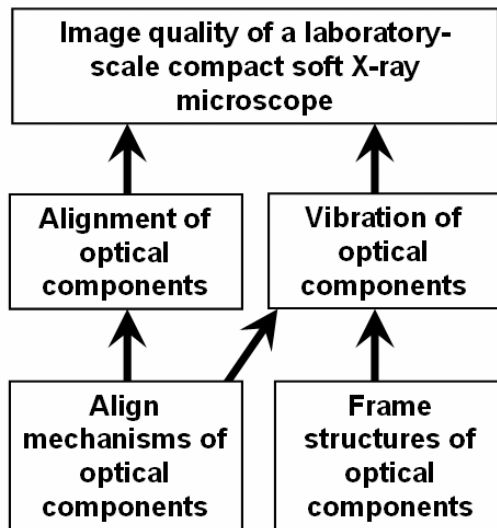 Image quality of a laboratory-
scale compact soft X-ray
microscope
Alignment of
optical
components
Vibration of
optical
components
Align
mechanisms of
optical
components
Frame
structures of
optical
components